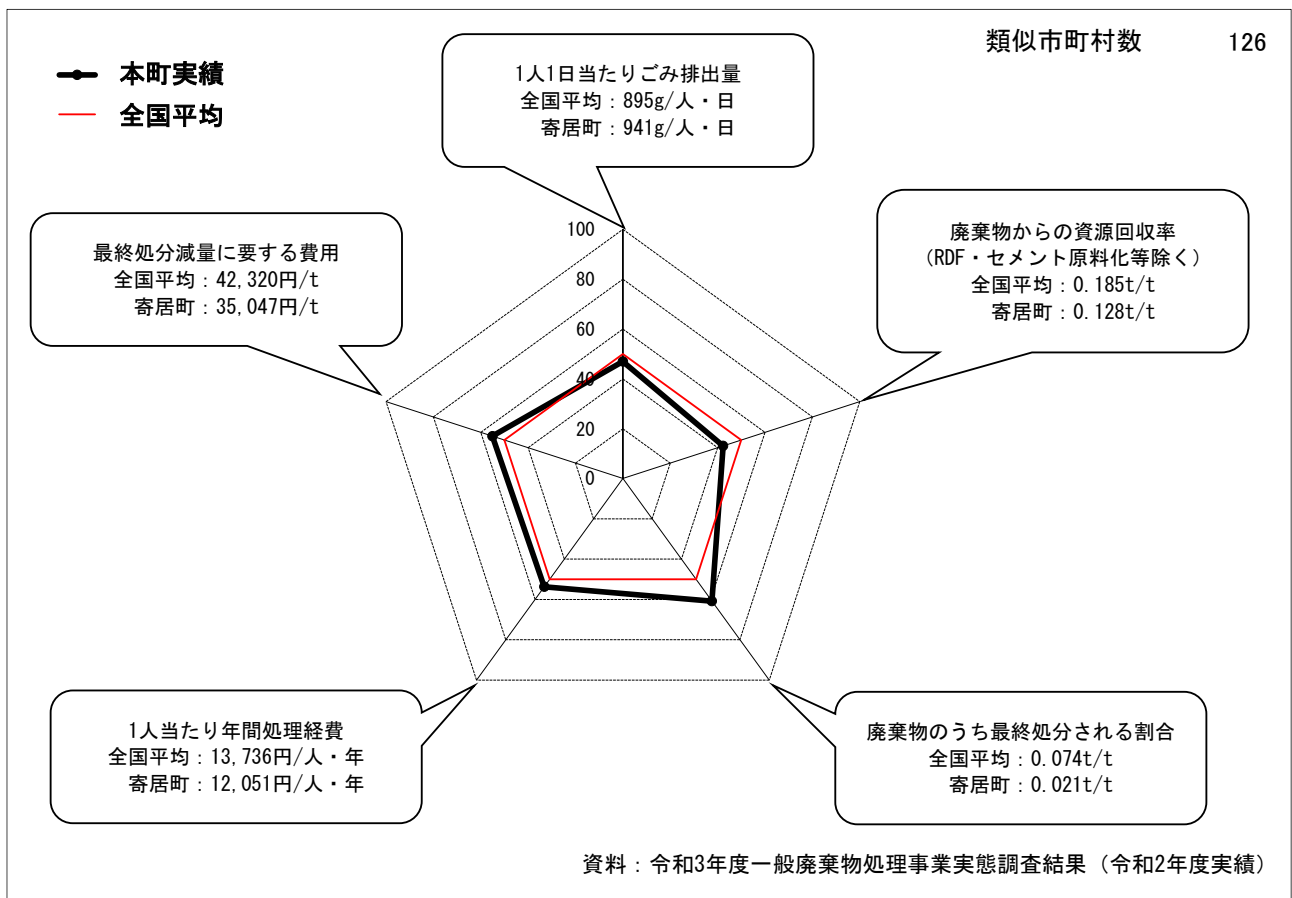 類似市町村数 126
本町実績
全国平均
1人1日当たりごみ排出量
全国平均：895g/人・日
寄居町：941g/人・日
廃棄物からの資源回収率
（RDF・セメント原料化等除く）
全国平均：0.185t/t
寄居町：0.128t/t
最終処分減量に要する費用
全国平均：42,320円/t
寄居町：35,047円/t
100
80
60
40
20
0
1人当たり年間処理経費
全国平均：13,736円/人・年
寄居町：12,051円/人・年
廃棄物のうち最終処分される割合
全国平均：0.074t/t
寄居町：0.021t/t
資料：令和3年度一般廃棄物処理事業実態調査結果（令和2年度実績）